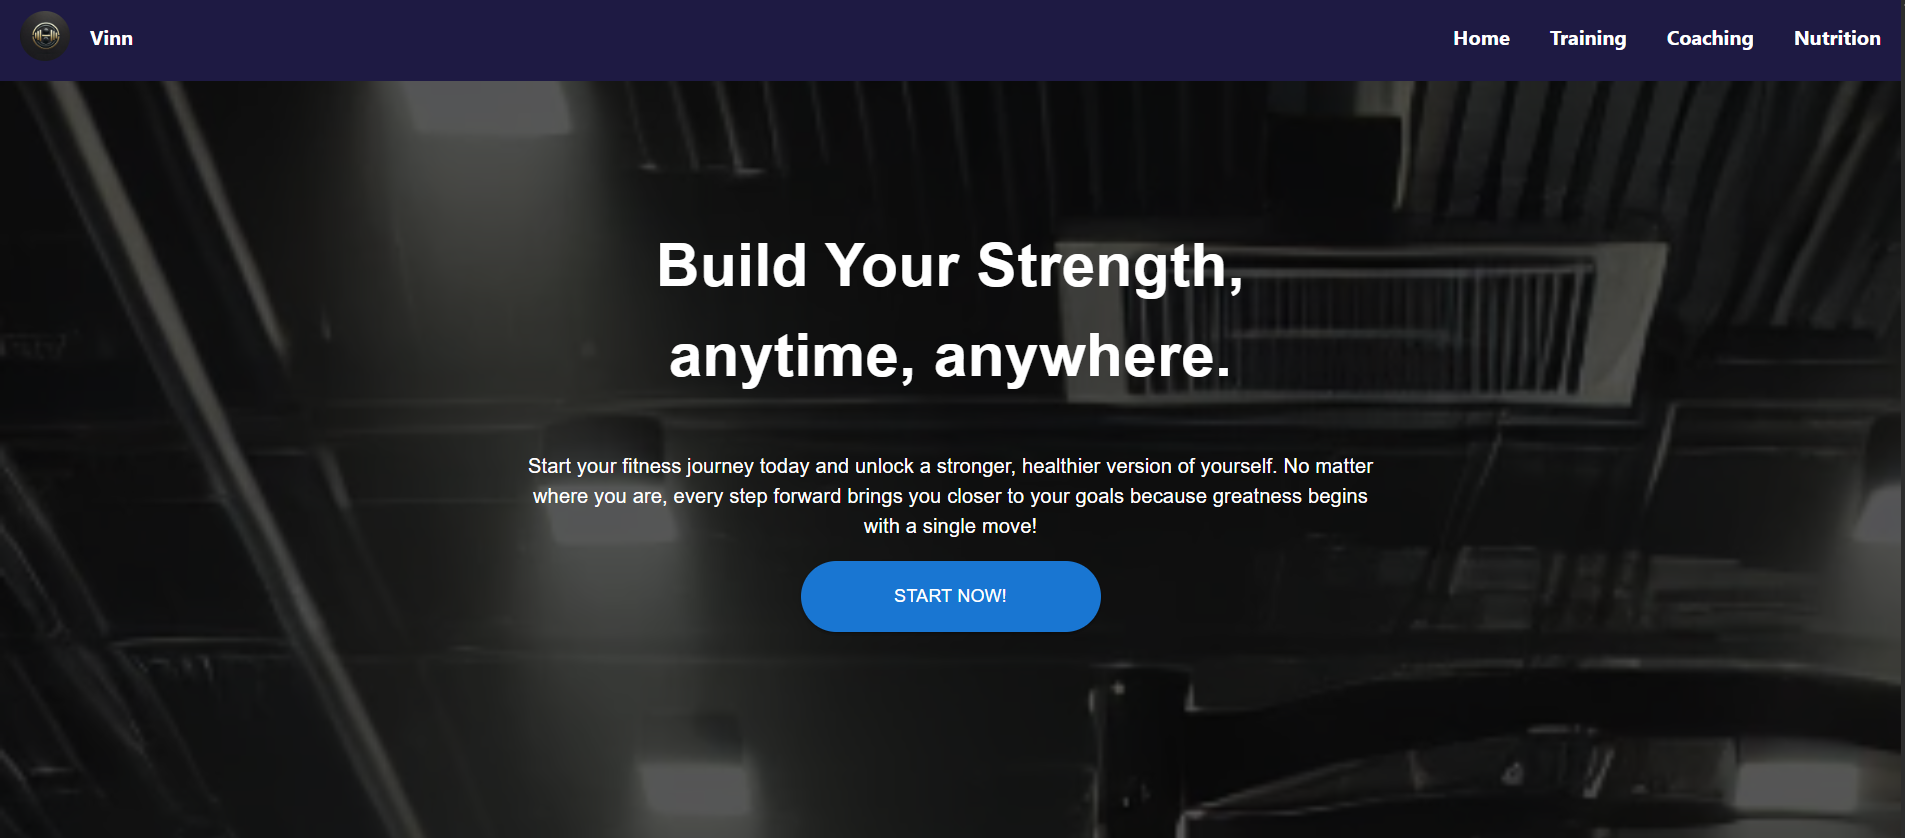 Vinn
Home Training Coaching Nutrition
Build Your Strength,
anytime, anywhere.
Start your fitness journey today and unlock a stronger, healthier version of yourself. No matter
where you are, every step forward brings you closer to your goals because greatness begins
with a single move!
START NOW!